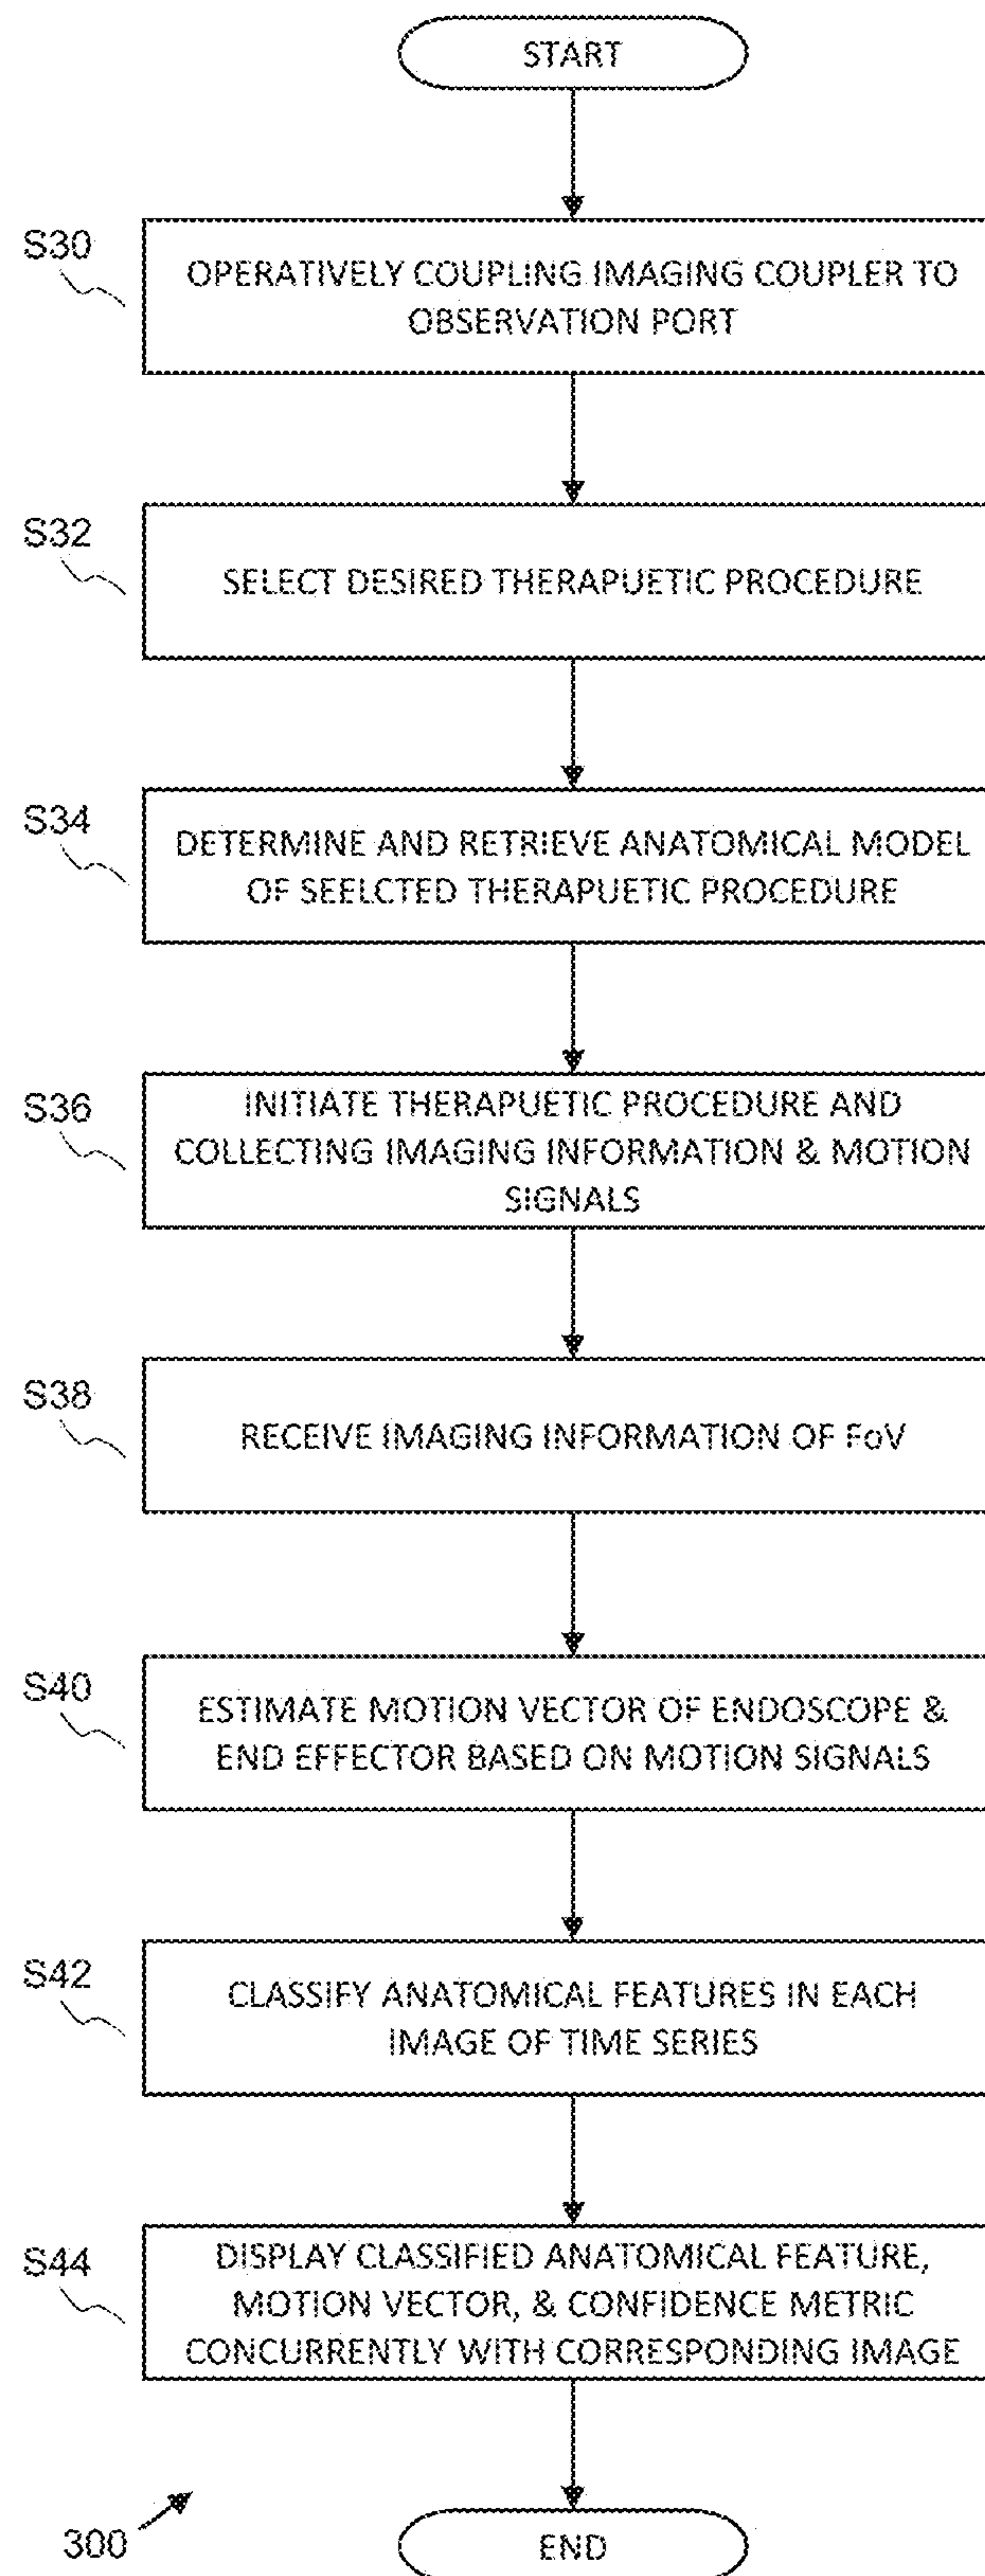 START
S30
OPERATIVELY COUPLING IMAGING COUPLER TO
OBSERVATION PORT
S32
SELECT DESIRED THERAPUETIC PROCEDURE
S34
DETERMINE AND RETRIEVE ANATOMICAL MODEL
OF SEELCTED THERAPUETIC PROCEDURE
S36
INITIATE THERAPUETIC PROCEDURE AND
COLLECTING IMAGING INFORMATION & MOTION
SIGNALS
S38
RECEIVE IMAGING INFORMATION OF FoV
S40
ESTIMATE MOTION VECTOR OF ENDOSCOPE &
END EFFECTOR BASED ON MOTION SIGNALS
S42
CLASSIFY ANATOMICAL FEATURES IN EACH
IMAGE OF TIME SERIES
S44
DISPLAY CLASSIFIED ANATOMICAL FEATURE,
MOTION VECTOR, & CONFIDENCE METRIC
CONCURRENTLY WITH CORRESPONDING IMAGE
300
END